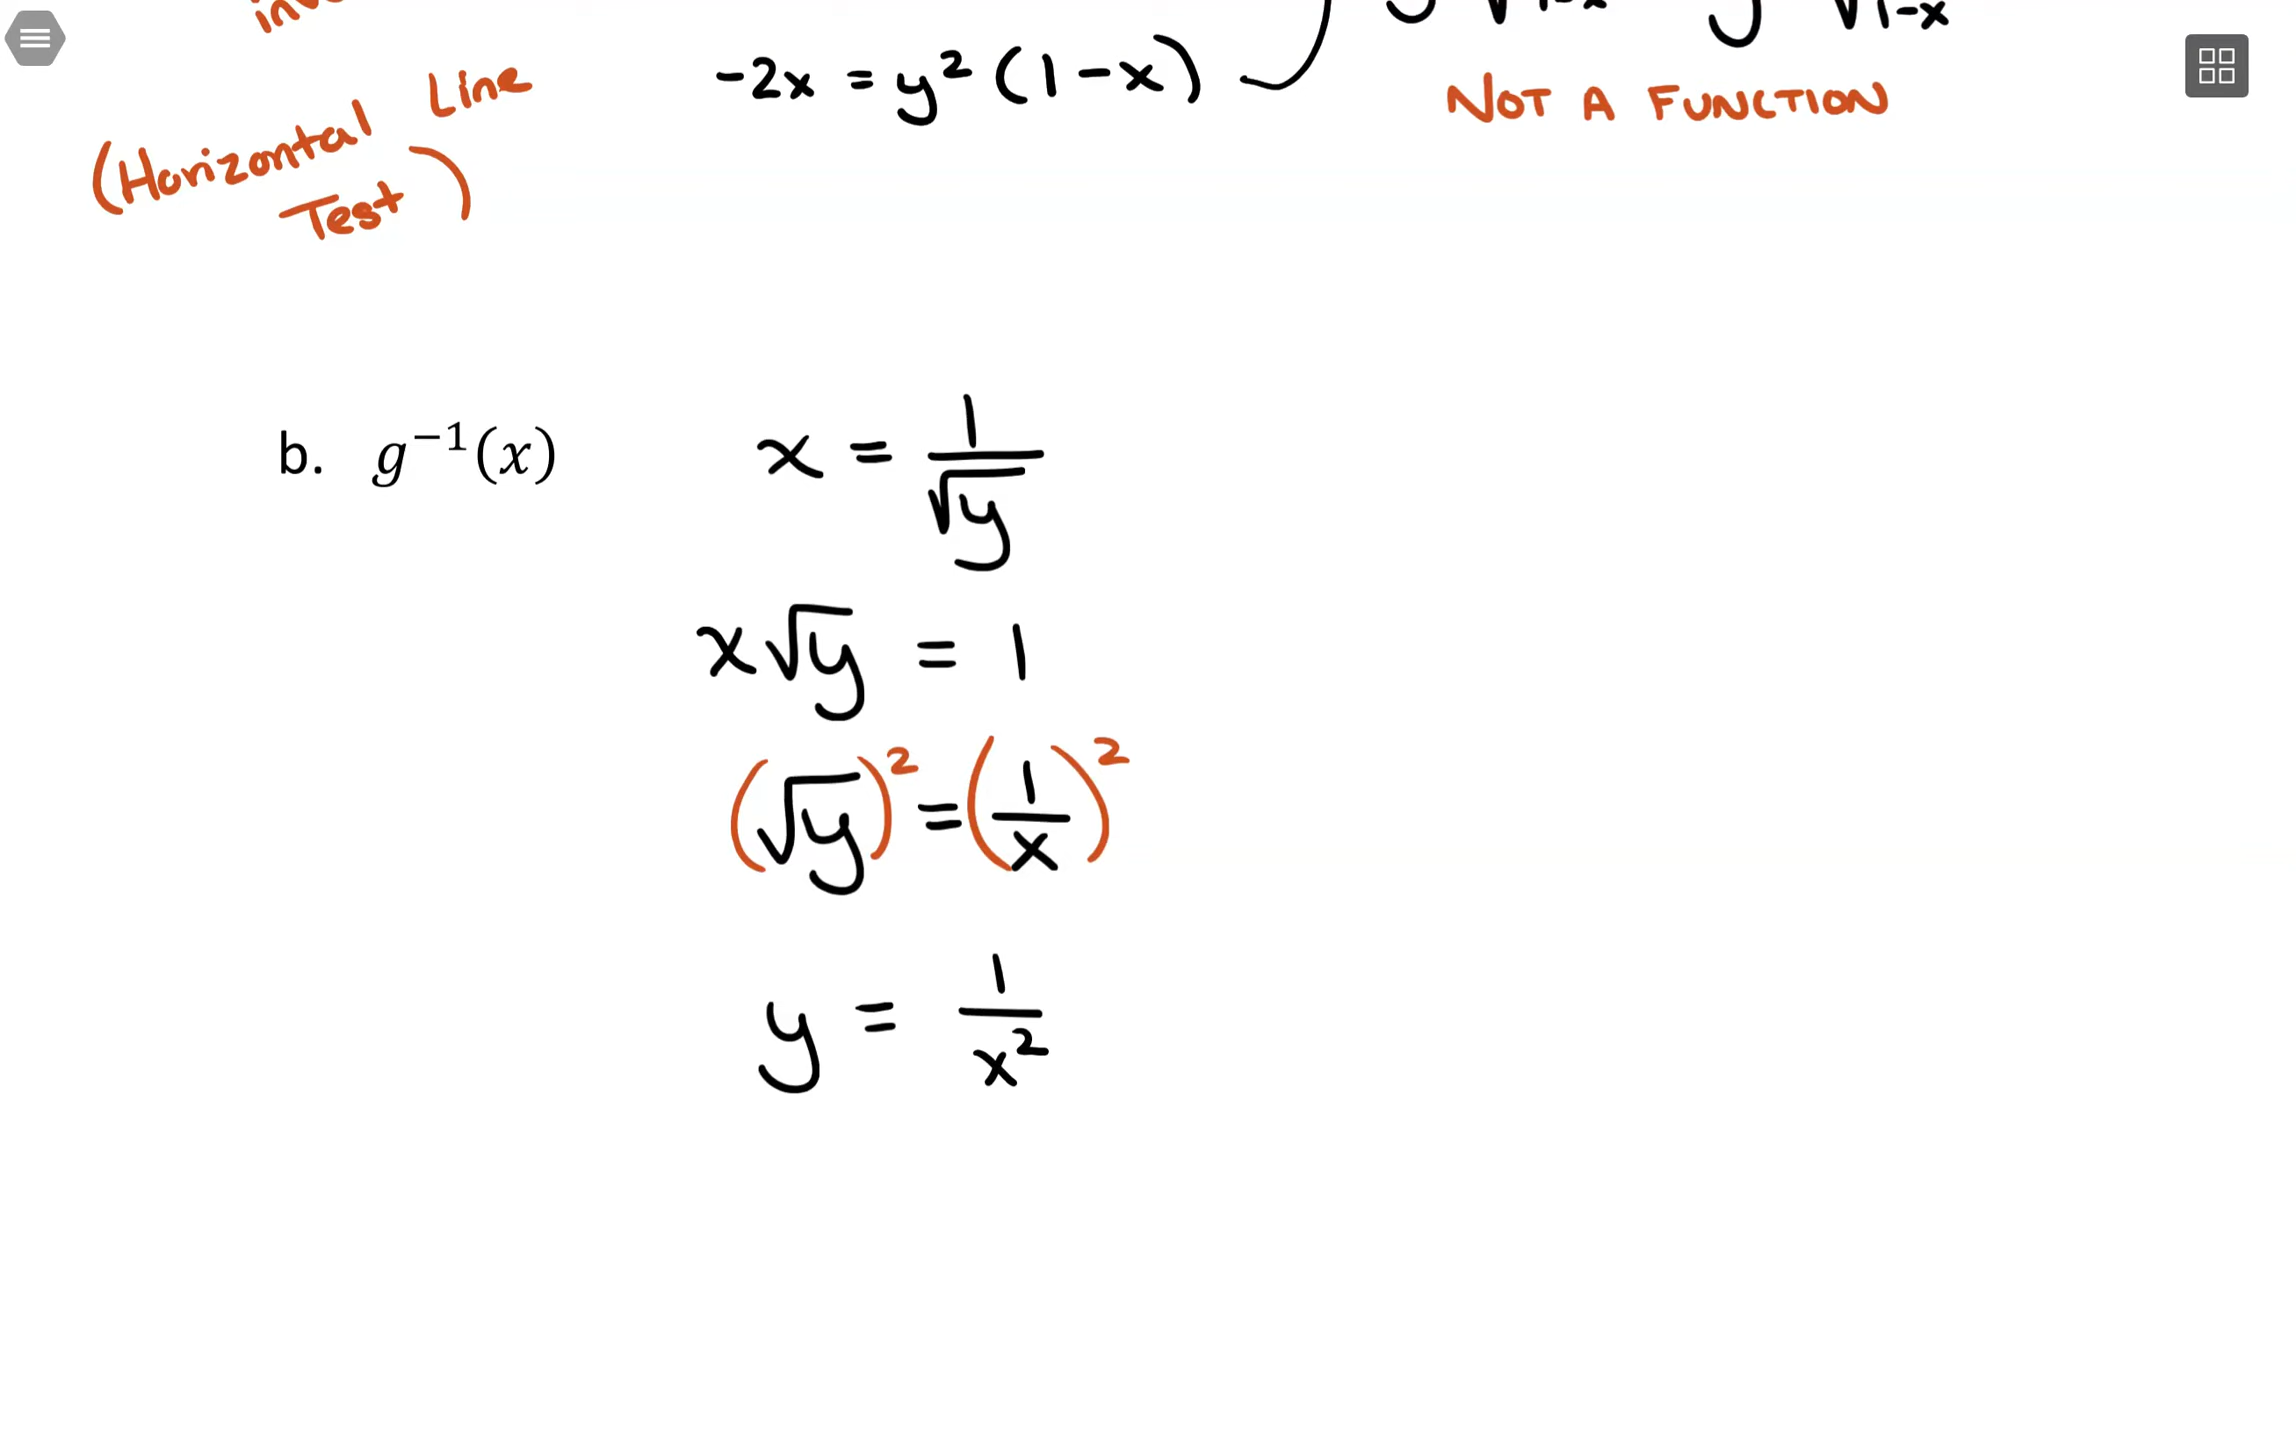 -2x = y² (1-x)
NOT A FUNCTION
(Horizontal Line
Test)
b. g⁻¹(x)
x = 1/√y
x√y = 1
(√y)² = (1/x)²
y = 1/x²